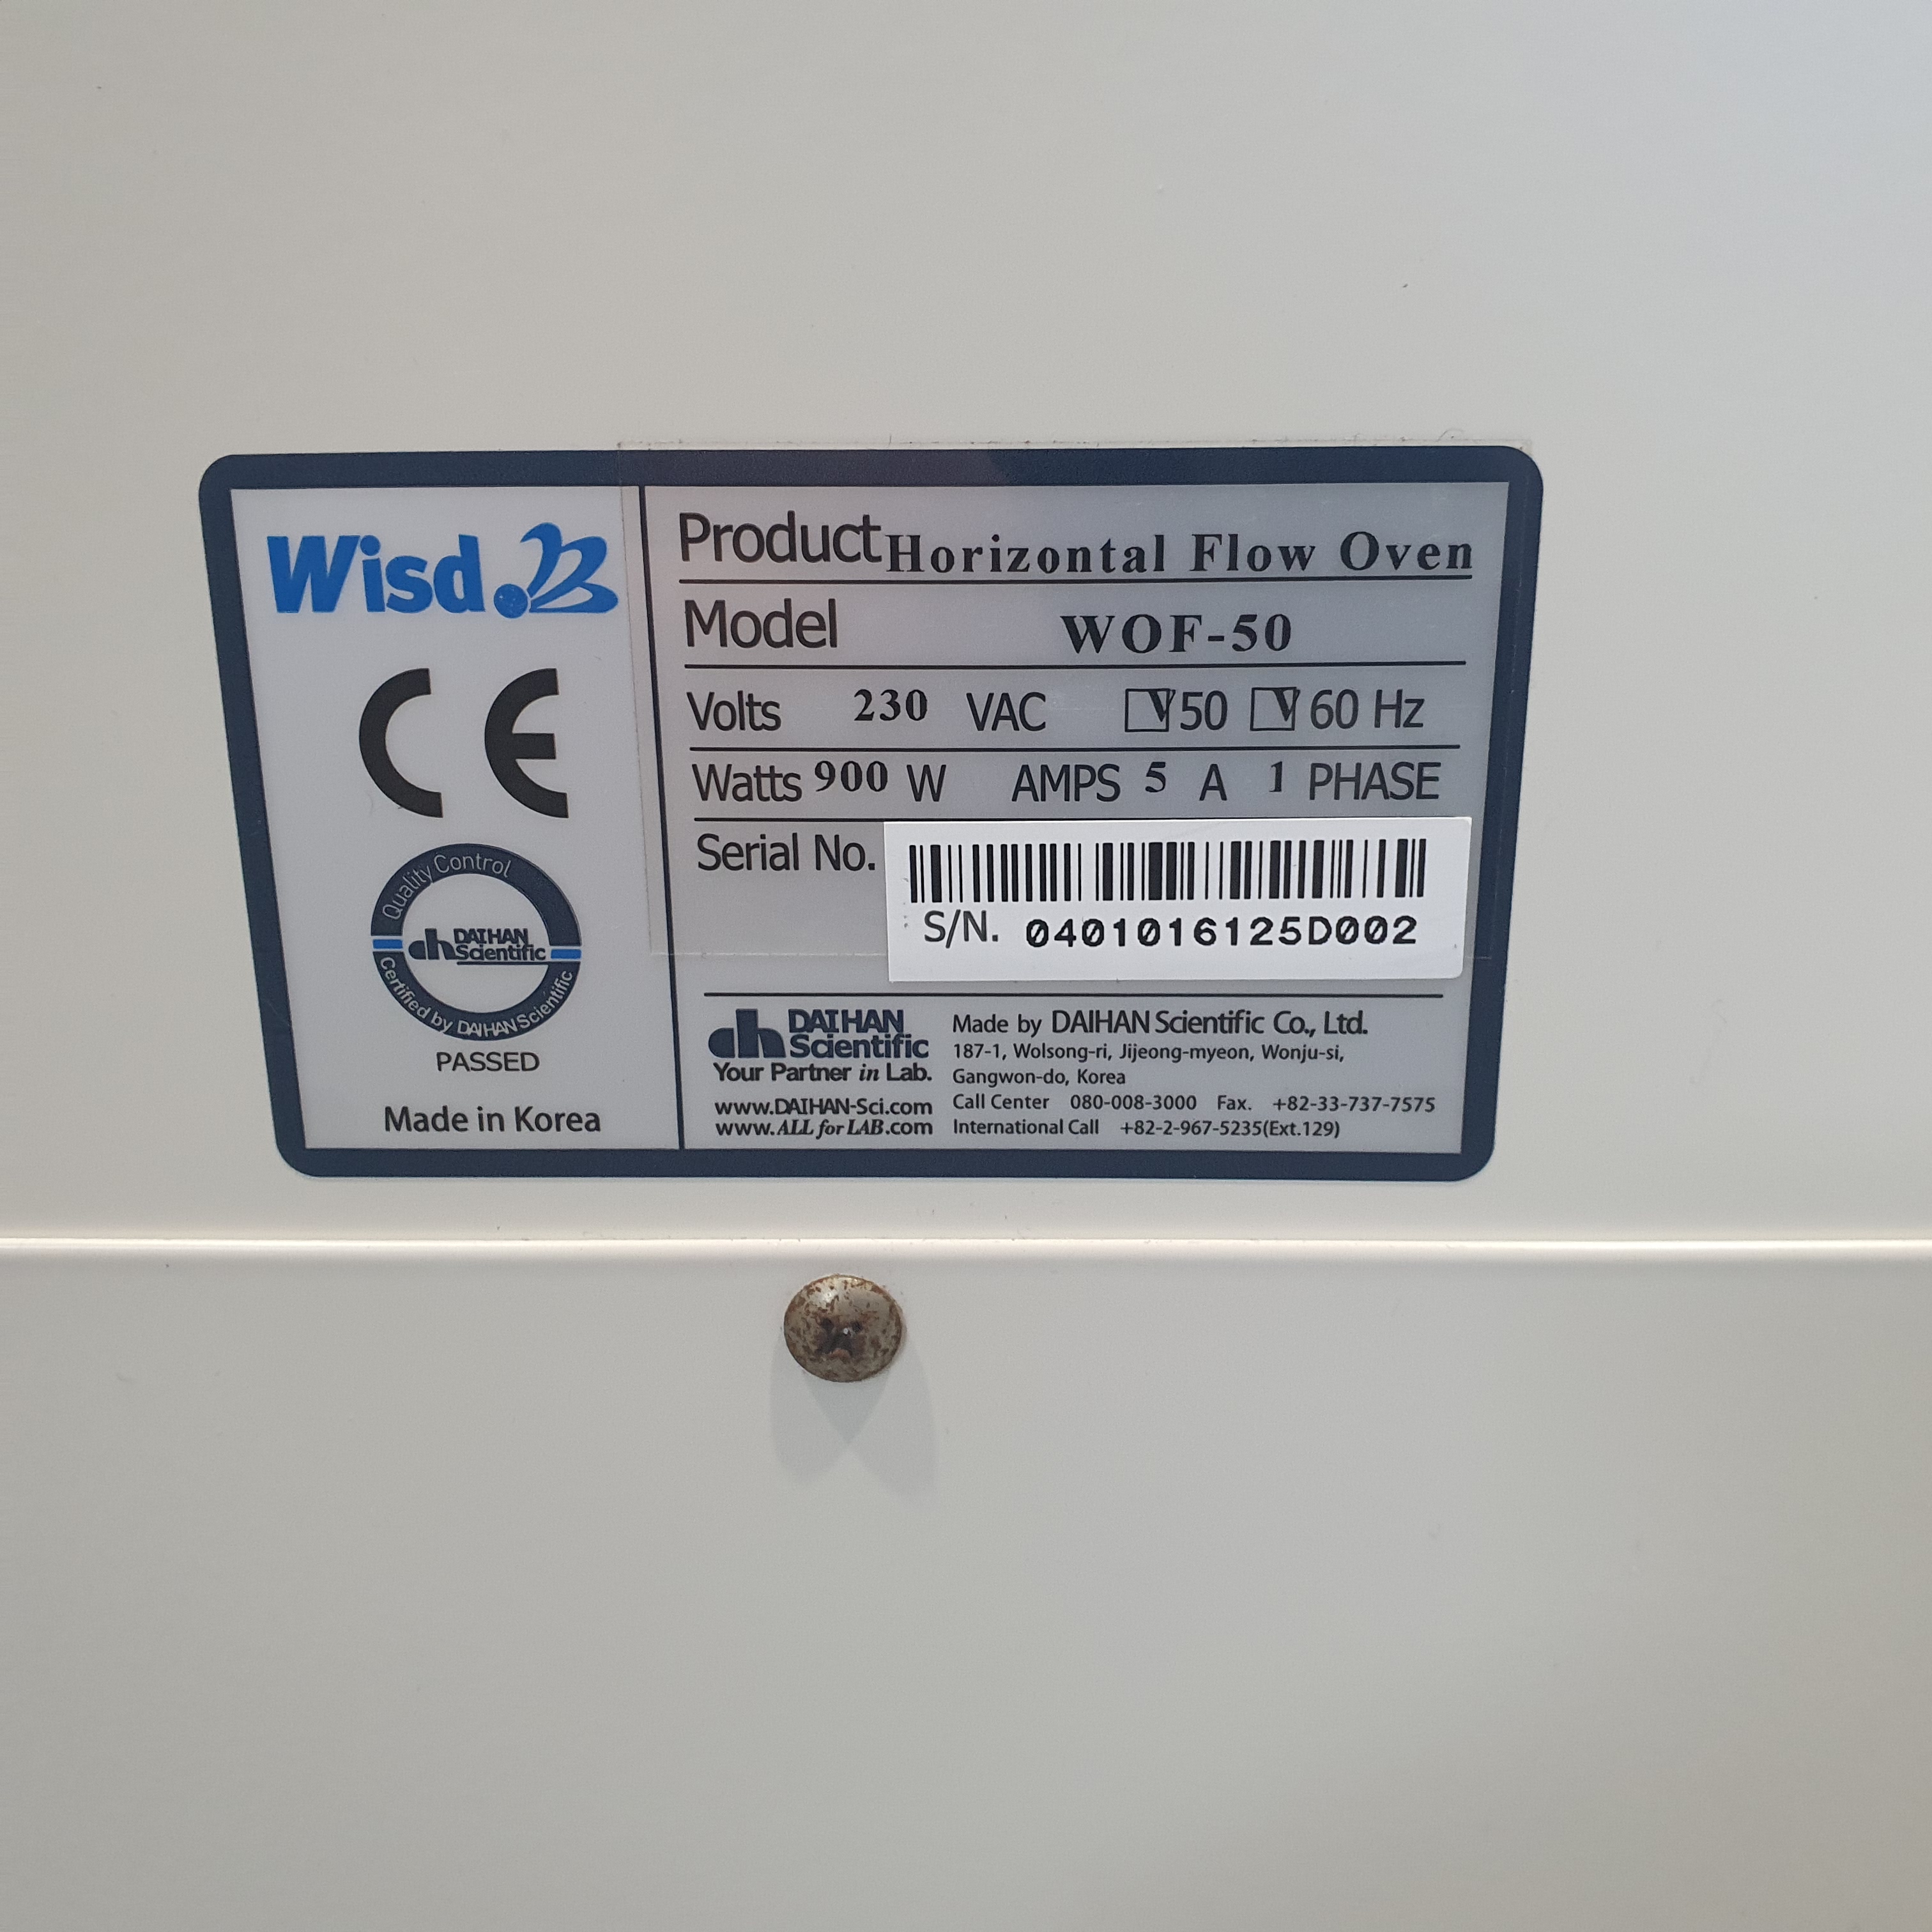 Wisd.
CE
Quality Control
DAIHAN
Scientific
Certified by DAIHAN Scientific
PASSED
Made in Korea
Product Horizontal Flow Oven
Model WOF-50
Volts 230 VAC 50 60 Hz
Watts 900 W AMPS 5 A 1 PHASE
Serial No.
S/N. 0401016125D002
dh DAIHAN
Scientific
Your Partner in Lab.
www.DAIHAN-Sci.com
www.ALL for LAB.com
Made by DAIHAN Scientific Co., Ltd.
187-1, Wolsong-ri, Jijeong-myeon, Wonju-si,
Gangwon-do, Korea
Call Center 080-008-3000 Fax. +82-33-737-7575
International Call +82-2-967-5235(Ext.129)